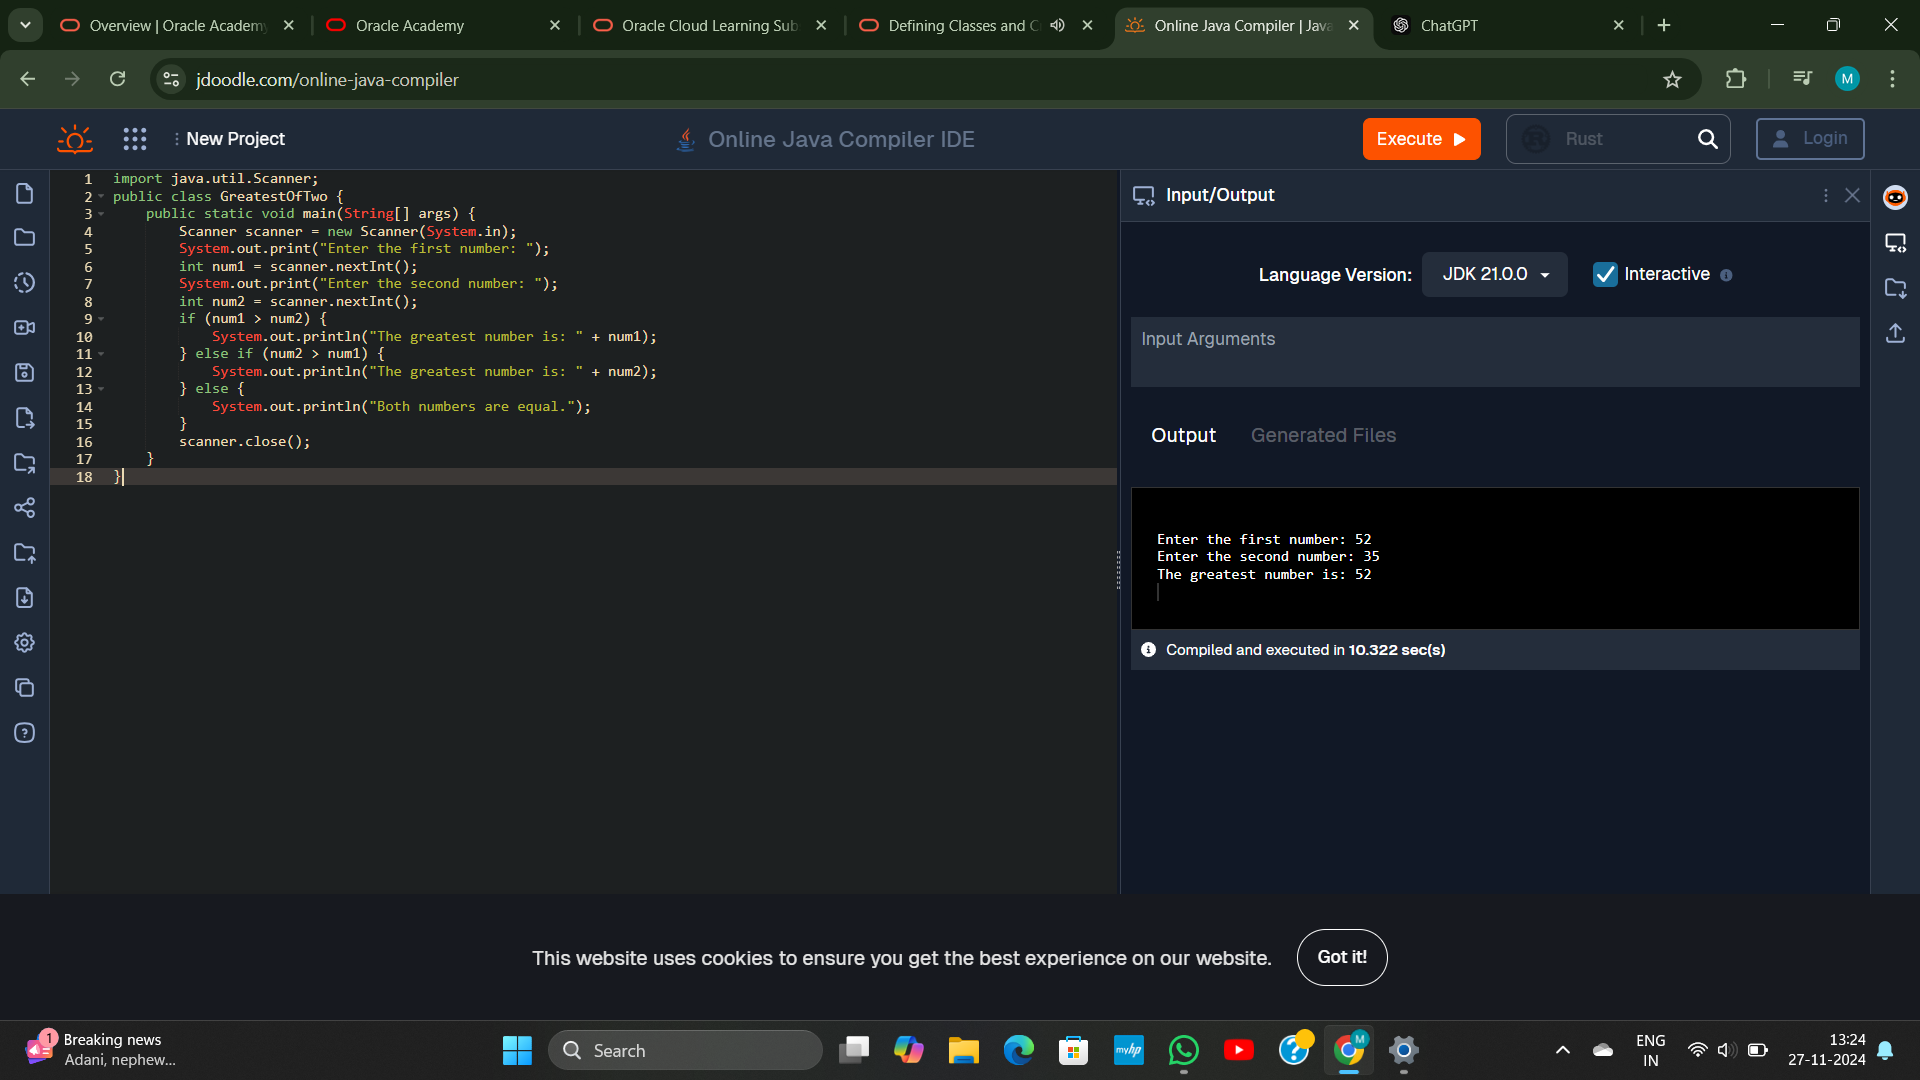 Overview | Oracle Academy
Oracle Academy
Oracle Cloud Learning Sub
Defining Classes and C
Online Java Compiler | Java
ChatGPT
jdoodle.com/online-java-compiler
M
New Project
Online Java Compiler IDE
Execute
Rust
Login
1 import java.util.Scanner;
2 public class GreatestOfTwo {
3 public static void main(String[] args) {
4 Scanner scanner = new Scanner(System.in);
5 System.out.print("Enter the first number: ");
6 int num1 = scanner.nextInt();
7 System.out.print("Enter the second number: ");
8 int num2 = scanner.nextInt();
9 if (num1 > num2) {
10 System.out.println("The greatest number is: " + num1);
11 } else if (num2 > num1) {
12 System.out.println("The greatest number is: " + num2);
13 } else {
14 System.out.println("Both numbers are equal.");
15 }
16 scanner.close();
17 }
18 }
Input/Output
Language Version:
JDK 21.0.0
Interactive
Input Arguments
Output
Generated Files
Enter the first number: 52
Enter the second number: 35
The greatest number is: 52
Compiled and executed in 10.322 sec(s)
This website uses cookies to ensure you get the best experience on our website.
Got it!
1
Breaking news
Adani, nephew...
Search
myhp
M
ENG
IN
13:24
27-11-2024